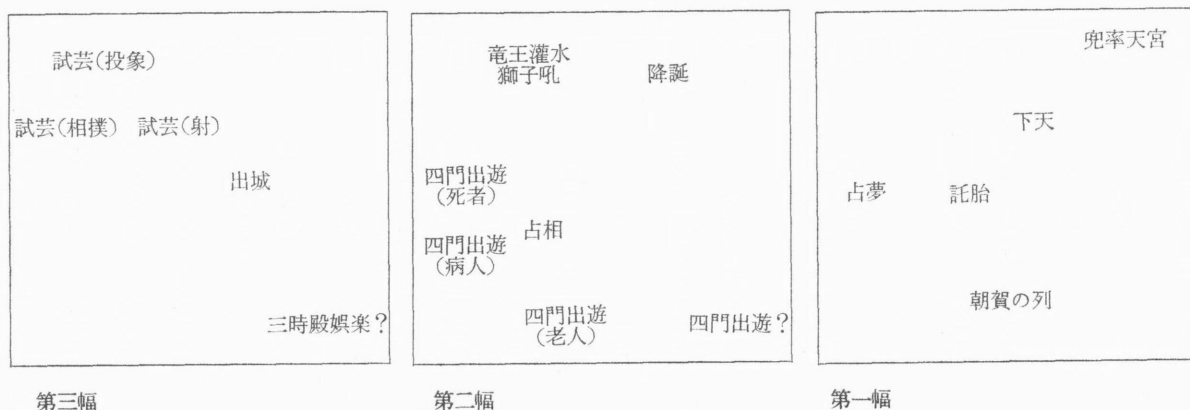 試芸(投象)
試芸(相撲) 試芸(射)
出城
三時殿娯楽?
第三幅
竜王灌水
獅子吼
降誕
四門出遊
(死者)
占相
四門出遊
(病人)
四門出遊
(老人)
四門出遊?
第二幅
兜率天宮
下天
占夢
託胎
朝賀の列
第一幅